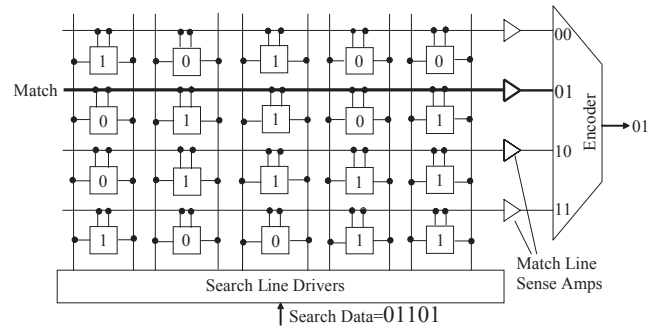 00
1 0 1 0 0
Match
01
0 1 1 0 1
Encoder
01
10
0 1 1 1 1
11
1 0 0 1 1
Match Line
Sense Amps
Search Line Drivers
Search Data=01101